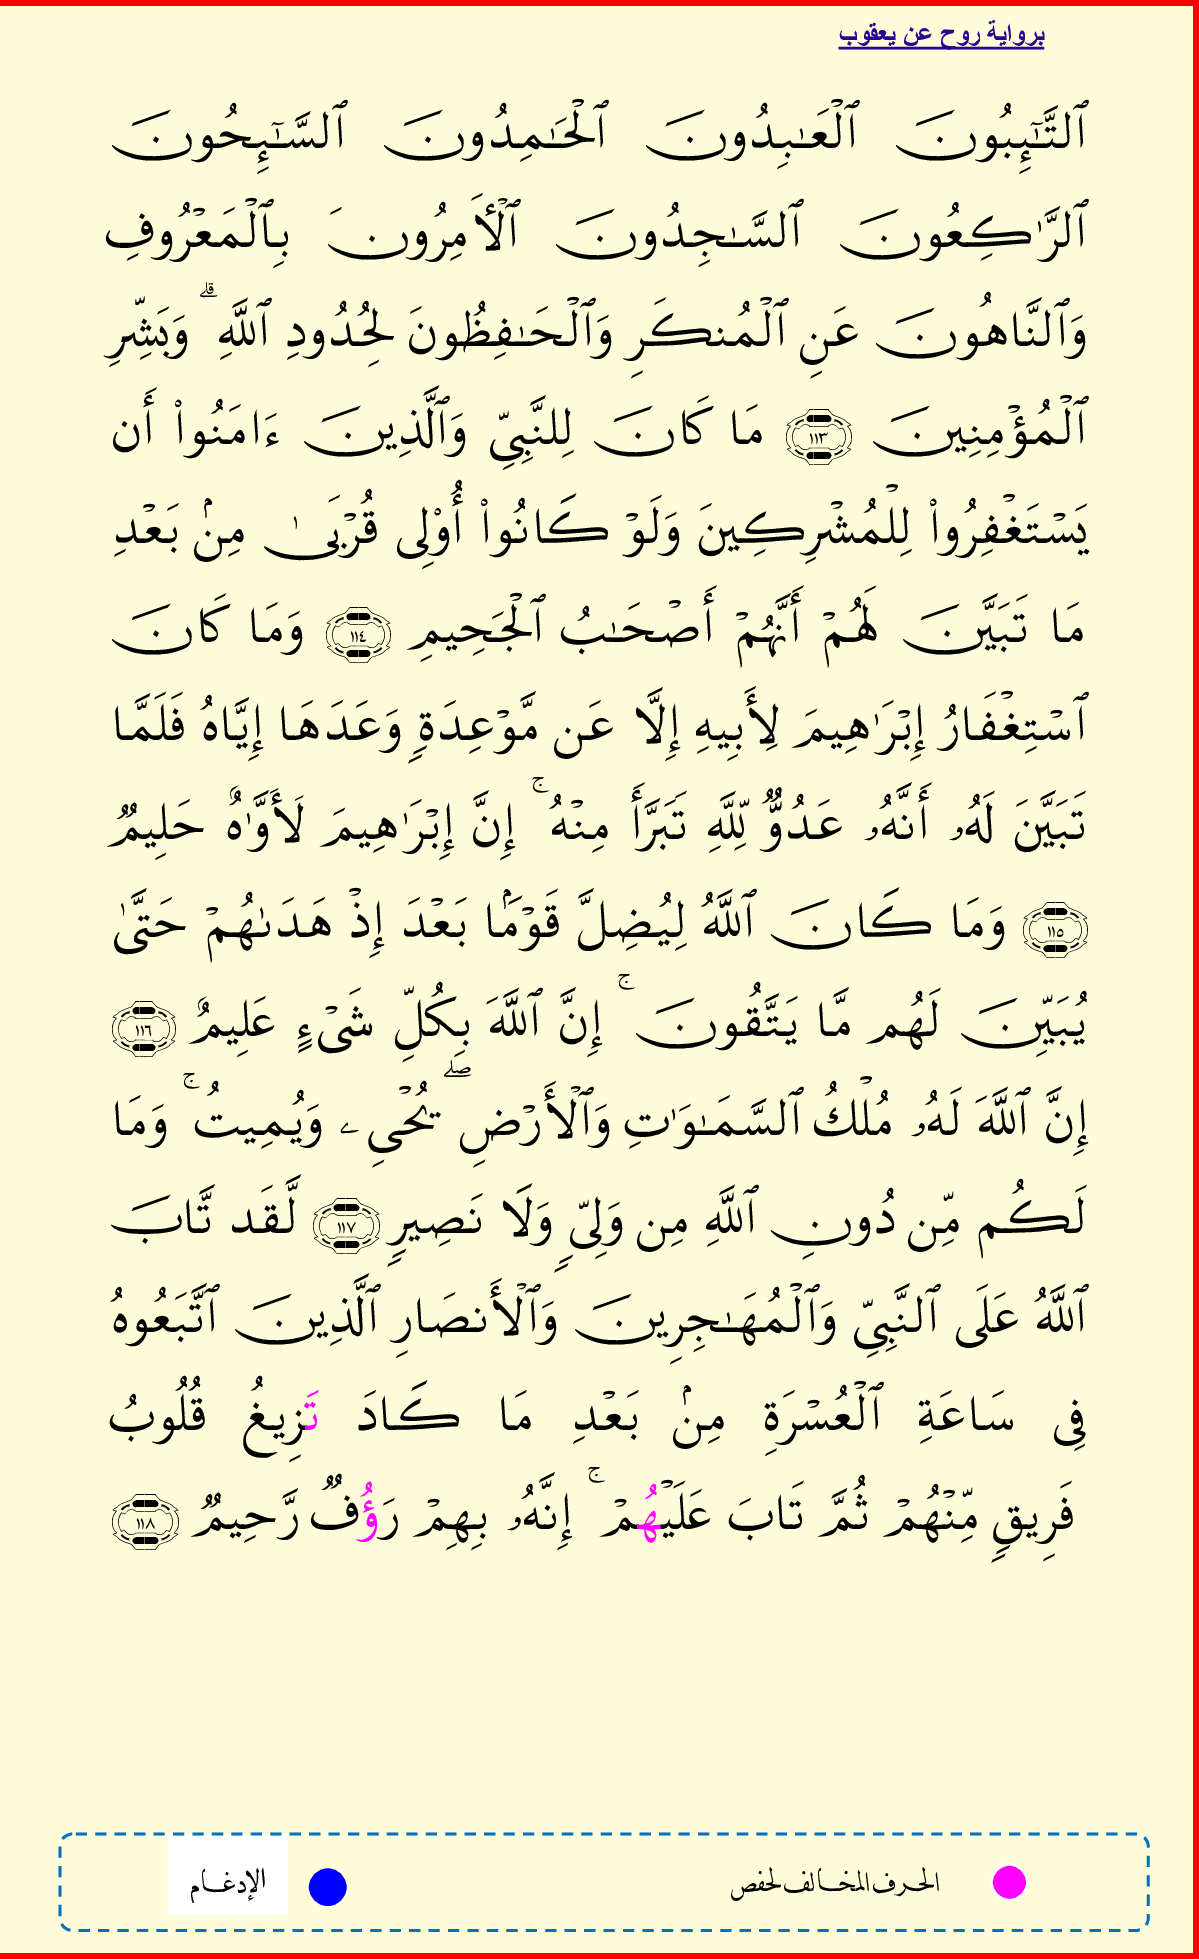 برواية روح عن يعقوب
ٱلتَّـٰٓئِبُونَ ٱلۡعَـٰبِدُونَ ٱلۡحَـٰمِدُونَ ٱلسَّـٰٓئِحُونَ
ٱلرَّٰكِعُونَ ٱلسَّـٰجِدُونَ ٱلۡأٓمِرُونَ بِٱلۡمَعۡرُوفِ
وَٱلنَّاهُونَ عَنِ ٱلۡمُنكَرِ وَٱلۡحَـٰفِظُونَ لِحُدُودِ ٱللَّهِۗ وَبَشِّرِ
ٱلۡمُؤۡمِنِينَ ١١٣ مَا كَانَ لِلنَّبِيِّ وَٱلَّذِينَ ءَامَنُواْ أَن
يَسۡتَغۡفِرُواْ لِلۡمُشۡرِكِينَ وَلَوۡ كَانُوٓاْ أُوْلِي قُرۡبَىٰ مِنۢ بَعۡدِ
مَا تَبَيَّنَ لَهُمۡ أَنَّهُمۡ أَصۡحَـٰبُ ٱلۡجَحِيمِ ١١٤ وَمَا كَانَ
ٱسۡتِغۡفَارُ إِبۡرَٰهِيمَ لِأَبِيهِ إِلَّا عَن مَّوۡعِدَةٖ وَعَدَهَا إِيَّاهُ فَلَمَّا
تَبَيَّنَ لَهُۥ أَنَّهُۥ عَدُوّٞ لِّلَّهِ تَبَرَّأَ مِنۡهُۚ إِنَّ إِبۡرَٰهِيمَ لَأَوَّٰهٌ حَلِيمٞ
١١٥ وَمَا كَانَ ٱللَّهُ لِيُضِلَّ قَوۡمَۢا بَعۡدَ إِذۡ هَدَىٰهُمۡ حَتَّىٰ
يُبَيِّنَ لَهُم مَّا يَتَّقُونَۚ إِنَّ ٱللَّهَ بِكُلِّ شَيۡءٍ عَلِيمٌ ١١٦
إِنَّ ٱللَّهَ لَهُۥ مُلۡكُ ٱلسَّمَـٰوَٰتِ وَٱلۡأَرۡضِۖ يُحۡيِۦ وَيُمِيتُۚ وَمَا
لَكُم مِّن دُونِ ٱللَّهِ مِن وَلِيّٖ وَلَا نَصِيرٖ ١١٧ لَّقَد تَّابَ
ٱللَّهُ عَلَى ٱلنَّبِيِّ وَٱلۡمُهَـٰجِرِينَ وَٱلۡأَنصَارِ ٱلَّذِينَ ٱتَّبَعُوهُ
فِي سَاعَةِ ٱلۡعُسۡرَةِ مِنۢ بَعۡدِ مَا كَادَ تَزِيغُ قُلُوبُ
فَرِيقٖ مِّنۡهُمۡ ثُمَّ تَابَ عَلَيۡهُمۡۚ إِنَّهُۥ بِهِمۡ رَؤُفٞ رَّحِيمٞ ١١٨
الحرف المخالف لحفص
الإدغام